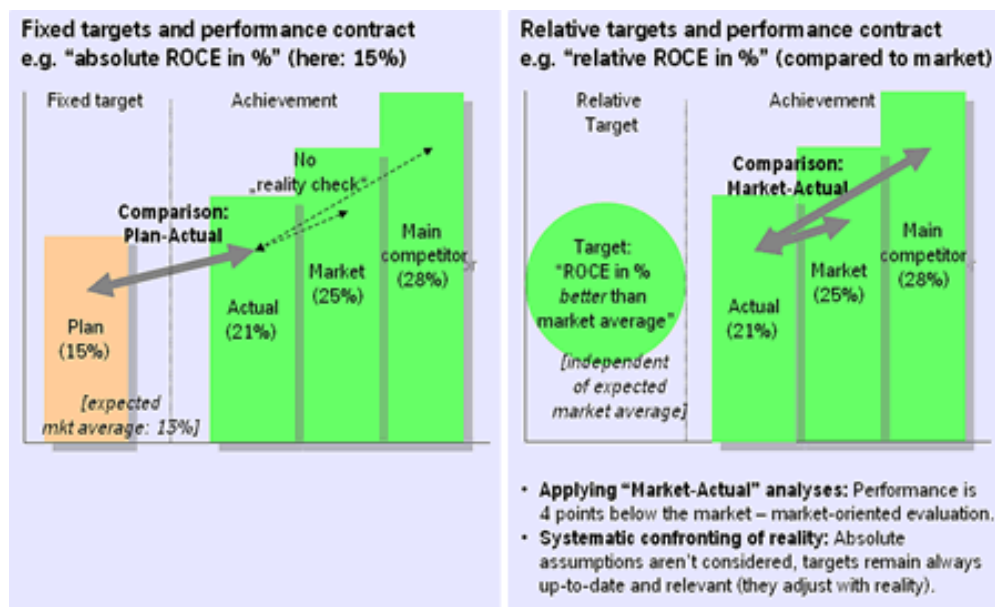 Fixed targets and performance contract
e.g. “absolute ROCE in %” (here: 15%)
Fixed target
Achievement
No
„reality check“
Comparison:
Plan-Actual
Main
competitor
(28%)
Market
(25%)
Actual
(21%)
Plan
(15%)
[expected
mkt average: 13%]
Relative targets and performance contract
e.g. “relative ROCE in %” (compared to market)
Relative
Target
Achievement
Comparison:
Market-Actual
Target:
“ROCE in %
better than
market average”
Main
competitor
(28%)
Market
(25%)
Actual
(21%)
[independent
of expected
market average]
• Applying “Market-Actual” analyses: Performance is
4 points below the market – market-oriented evaluation.
• Systematic confronting of reality: Absolute
assumptions aren’t considered, targets remain always
up-to-date and relevant (they adjust with reality).